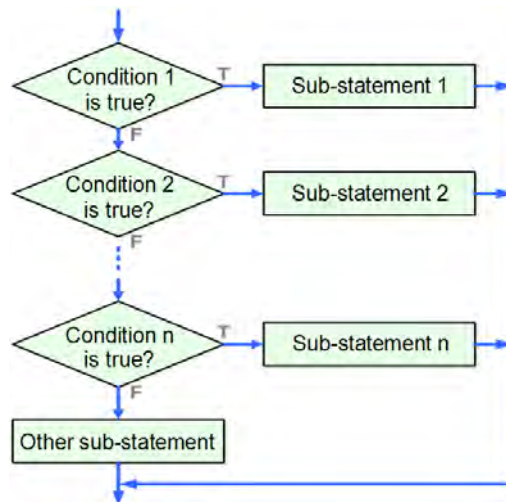 Condition 1
is true?
T
Sub-statement 1
F
Condition 2
is true?
T
Sub-statement 2
F
Condition n
is true?
T
Sub-statement n
F
Other sub-statement